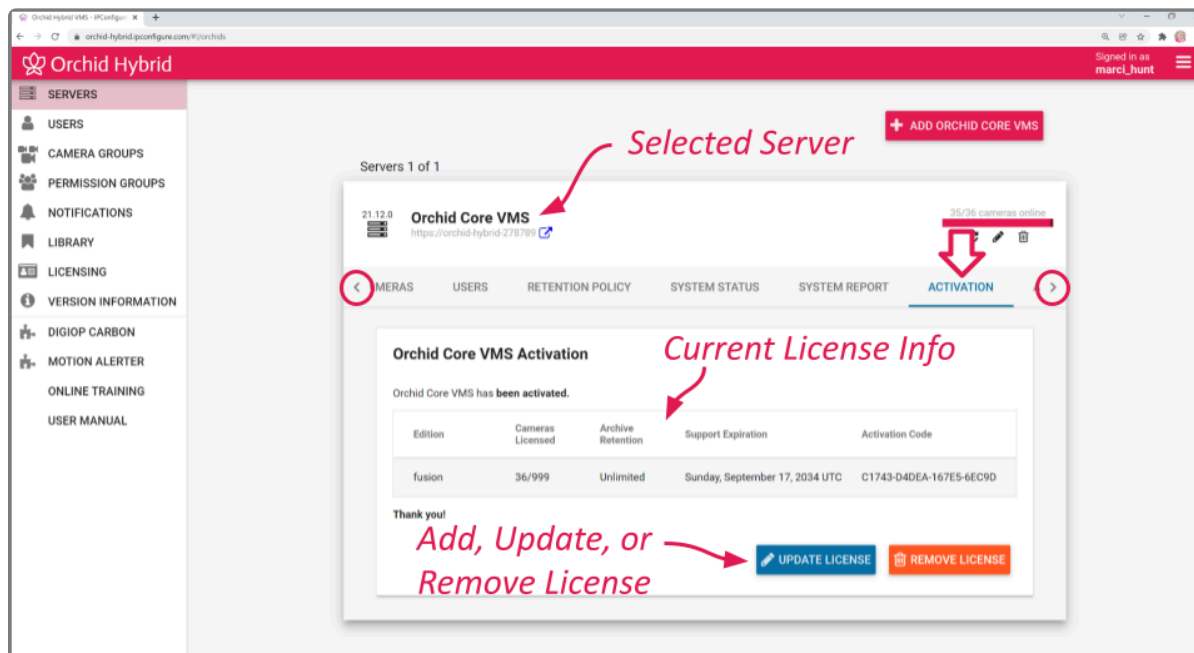 Orchid Hybrid VMS - IPConfigur
orchid-hybrid.ipconfigure.com/#!/orchids
Orchid Hybrid
Signed in as
marci_hunt
SERVERS
USERS
CAMERA GROUPS
PERMISSION GROUPS
NOTIFICATIONS
LIBRARY
LICENSING
VERSION INFORMATION
DIGIOP CARBON
MOTION ALERTER
ONLINE TRAINING
USER MANUAL
ADD ORCHID CORE VMS
Selected Server
Servers 1 of 1
21.12.0
Orchid Core VMS
https://orchid-hybrid-278789
35/36 cameras online
MERAS USERS RETENTION POLICY SYSTEM STATUS SYSTEM REPORT ACTIVATION
Orchid Core VMS Activation
Current License Info
Orchid Core VMS has been activated.
Edition Cameras Licensed Archive Retention Support Expiration Activation Code
fusion 36/999 Unlimited Sunday, September 17, 2034 UTC C1743-D4DEA-167E5-6EC9D
Thank you!
Add, Update, or
Remove License
UPDATE LICENSE REMOVE LICENSE